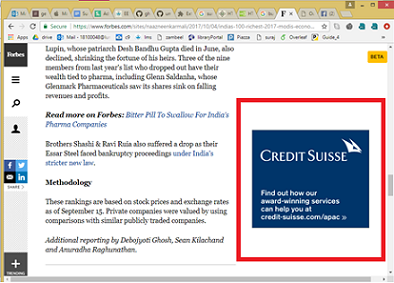 Secure | https://www.forbes.com/sites/naazneenkarmali/2017/10/04/indias-100-richest-2017-modis-econo
Apps
cambeen
libraryPortal
Piazza
suraj
Overleaf
Guide_4
Forbes
BETA
Lupin, whose patriarch Desh Bandhu Gupta died in June, also
declined, shrinking the fortune of his heirs. Three of the nine
members from last year's list who dropped out have their
wealth tied to pharma, including Glenn Saldanha, whose
Glenmark Pharmaceuticals saw its shares sink on falling
revenues and profits.
Read more on Forbes: Bitter Pill To Swallow For India's
Pharma Companies
Brothers Shashi & Ravi Ruia also suffered a drop as their
Essar Steel faced bankruptcy proceedings under India's
stricter new law.
Methodology
These rankings are based on stock prices and exchange rates
as of September 15. Private companies were valued by using
comparisons with similar publicly traded companies.
Additional reporting by Debojyoti Ghosh, Sean Kilachand
and Anuradha Raghunathan.
SHARE
TRENDING
CREDIT SUISSE
Find out how our
award-winning services
can help you at
credit-suisse.com/apac »